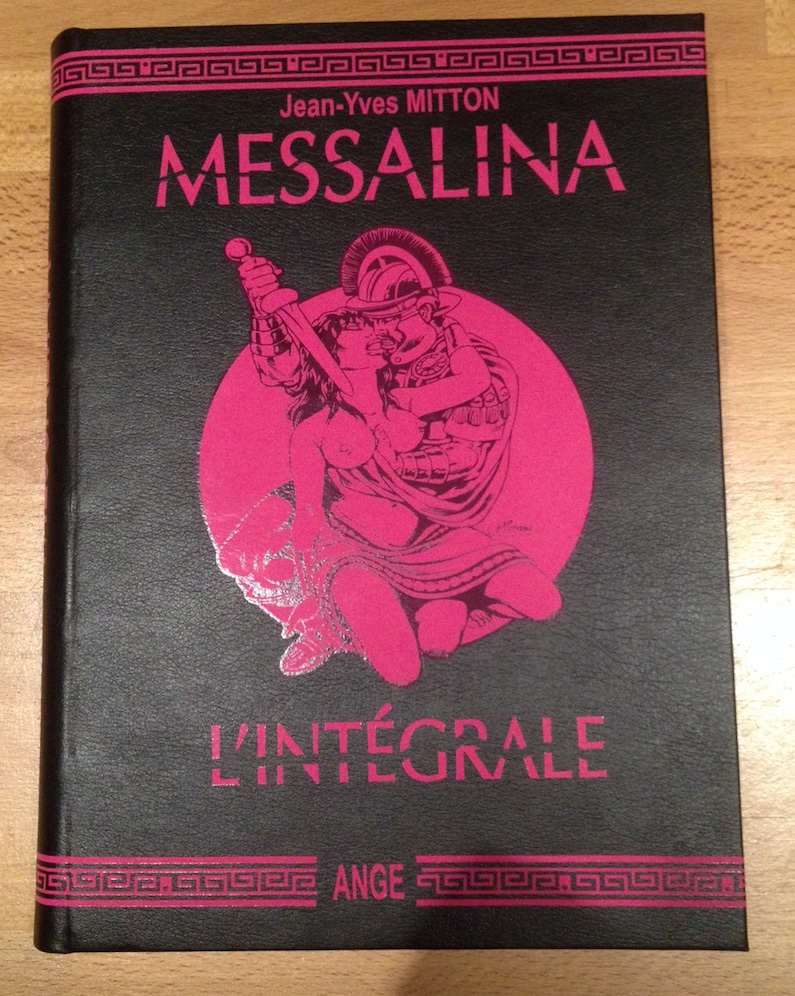 Jean-Yves MITTON
MESSALINA
L'INTÉGRALE
ANGE